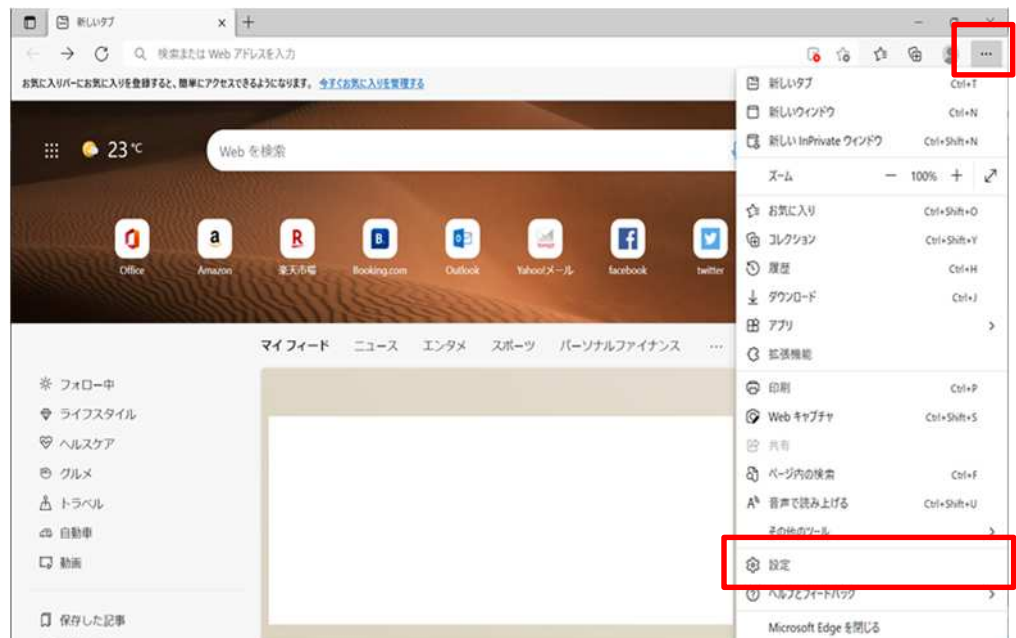 新しいタブ
検索または Web アドレスを入力
お気に入りバーにお気に入りを登録すると、簡単にアクセスできるようになります。 今すぐお気に入りを管理する
23 ℃
Web を検索
Office Amazon 楽天市場 Booking.com Outlook Yahoo!メール facebook twitter
マイ フィード ニュース エンタメ スポーツ パーソナルファイナンス ...
フォロー中
ライフスタイル
ヘルスケア
グルメ
トラベル
自動車
動画
保存した記事
新しいタブ Ctrl+T
新しいウィンドウ Ctrl+N
新しい InPrivate ウィンドウ Ctrl+Shift+N
ズーム 100%
お気に入り Ctrl+Shift+O
コレクション Ctrl+Shift+Y
履歴 Ctrl+H
ダウンロード Ctrl+J
アプリ
拡張機能
印刷 Ctrl+P
Web キャプチャ Ctrl+Shift+S
共有
ページ内の検索 Ctrl+F
音声で読み上げる Ctrl+Shift+U
その他のツール
設定
ヘルプとフィードバック
Microsoft Edge を閉じる